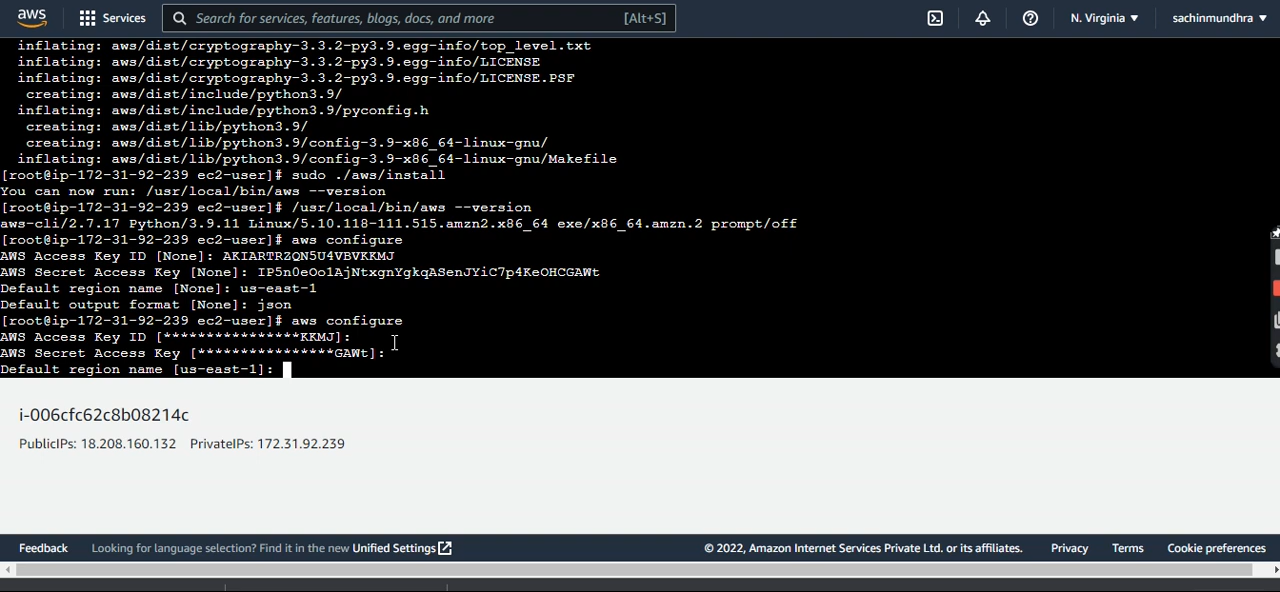 aws Services Search for services, features, blogs, docs, and more [Alt+S] N. Virginia ▼ sachinmundhra ▼
inflating: aws/dist/cryptography-3.3.2-py3.9.egg-info/top_level.txt
inflating: aws/dist/cryptography-3.3.2-py3.9.egg-info/LICENSE
inflating: aws/dist/cryptography-3.3.2-py3.9.egg-info/LICENSE.PSF
creating: aws/dist/include/python3.9/
inflating: aws/dist/include/python3.9/pyconfig.h
creating: aws/dist/lib/python3.9/
creating: aws/dist/lib/python3.9/config-3.9-x86_64-linux-gnu/
inflating: aws/dist/lib/python3.9/config-3.9-x86_64-linux-gnu/Makefile
[root@ip-172-31-92-239 ec2-user]# sudo ./aws/install
You can now run: /usr/local/bin/aws --version
[root@ip-172-31-92-239 ec2-user]# /usr/local/bin/aws --version
aws-cli/2.7.17 Python/3.9.11 Linux/5.10.118-111.515.amzn2.x86_64 exe/x86_64.amzn.2 prompt/off
[root@ip-172-31-92-239 ec2-user]# aws configure
AWS Access Key ID [None]: AKIARTRZQN5U4VBVKKMJ
AWS Secret Access Key [None]: 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
Default region name [None]: us-east-1
Default output format [None]: json
[root@ip-172-31-92-239 ec2-user]# aws configure
AWS Access Key ID [****************KKMJ]:
AWS Secret Access Key [****************GAWt]:
Default region name [us-east-1]:
i-006cfc62c8b08214c
PublicIPs: 18.208.160.132 PrivateIPs: 172.31.92.239
Feedback Looking for language selection? Find it in the new Unified Settings © 2022, Amazon Internet Services Private Ltd. or its affiliates. Privacy Terms Cookie preferences